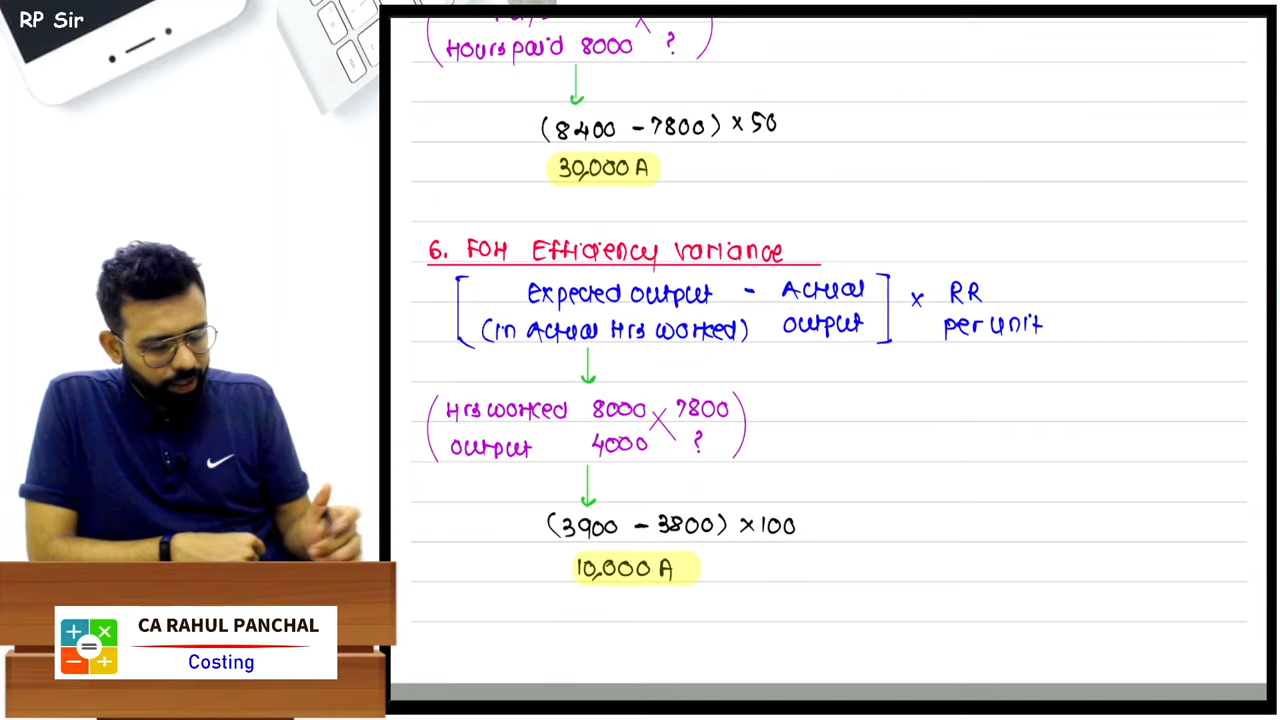 RP Sir
Hours paid 8000 ?
(8400 - 7800) × 50
30,000 A
6. FOH Efficiency variance
[Expected output - Actual] × RR
(in Actual Hrs worked) output per unit
(Hrs worked 8000 7800)
output 4000 ?
(3900 - 3800) × 100
10,000 A
CA RAHUL PANCHAL
Costing